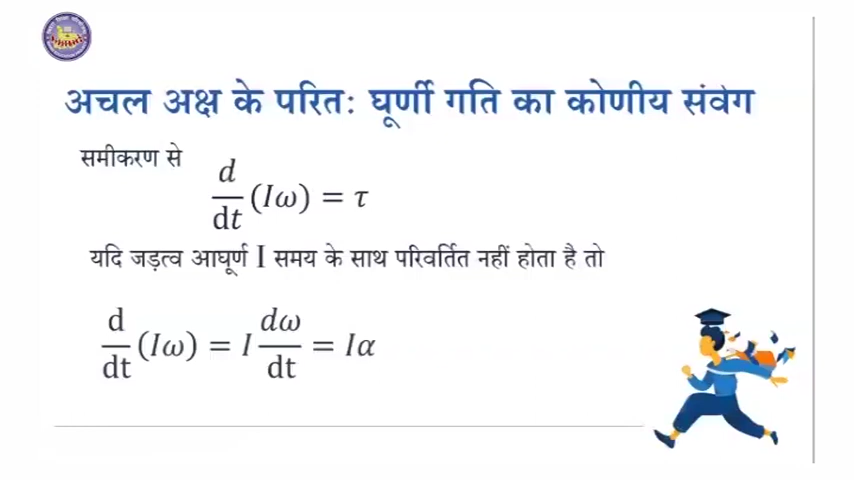 अचल अक्ष के परित: घूर्णी गति का कोणीय संवेग
समीकरण से
d/dt (Iω) = τ
यदि जड़त्व आघूर्ण I समय के साथ परिवर्तित नहीं होता है तो
d/dt (Iω) = I dω/dt = Iα